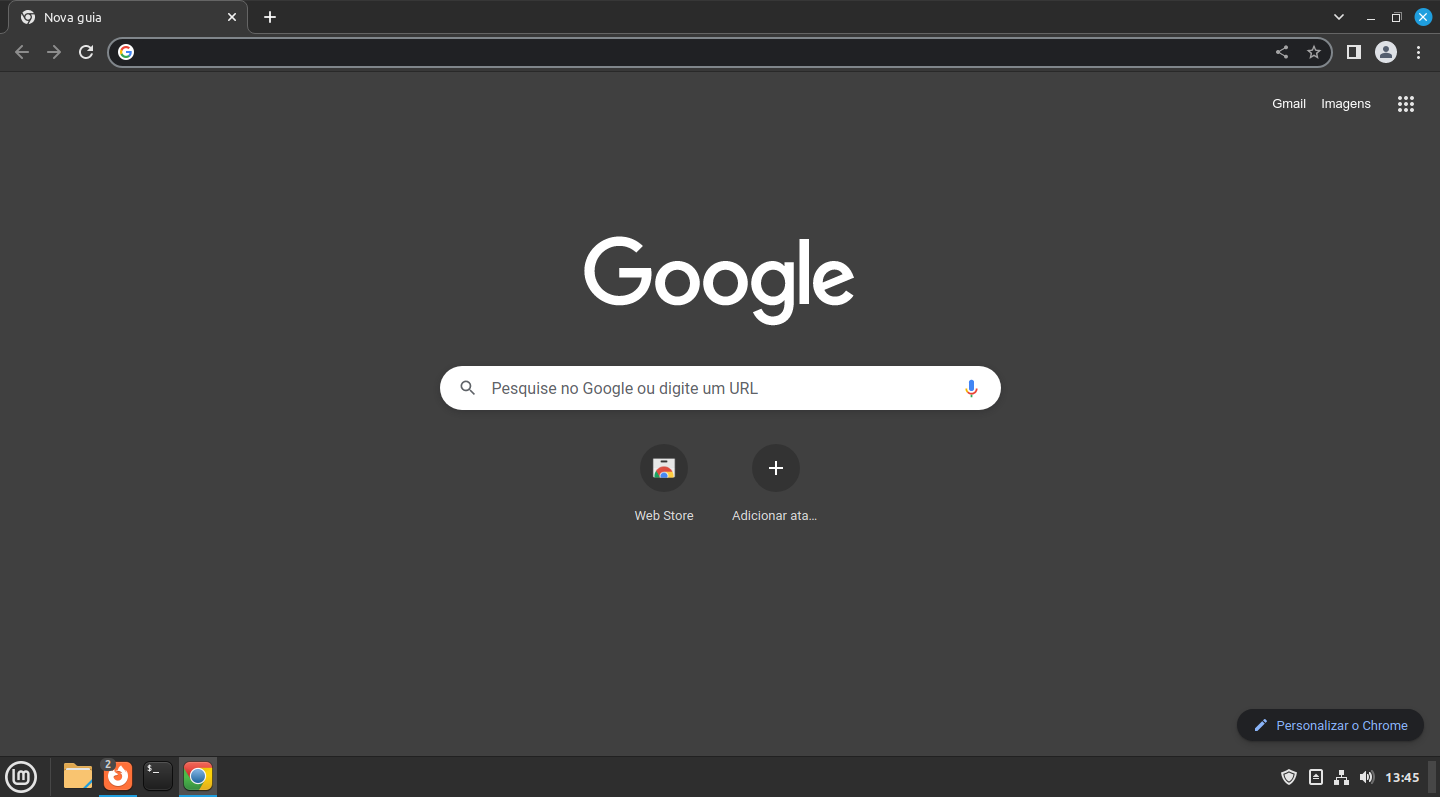 Nova guia
Gmail Imagens
Google
Pesquise no Google ou digite um URL
Web Store Adicionar ata...
Personalizar o Chrome
2 $_ 13:45